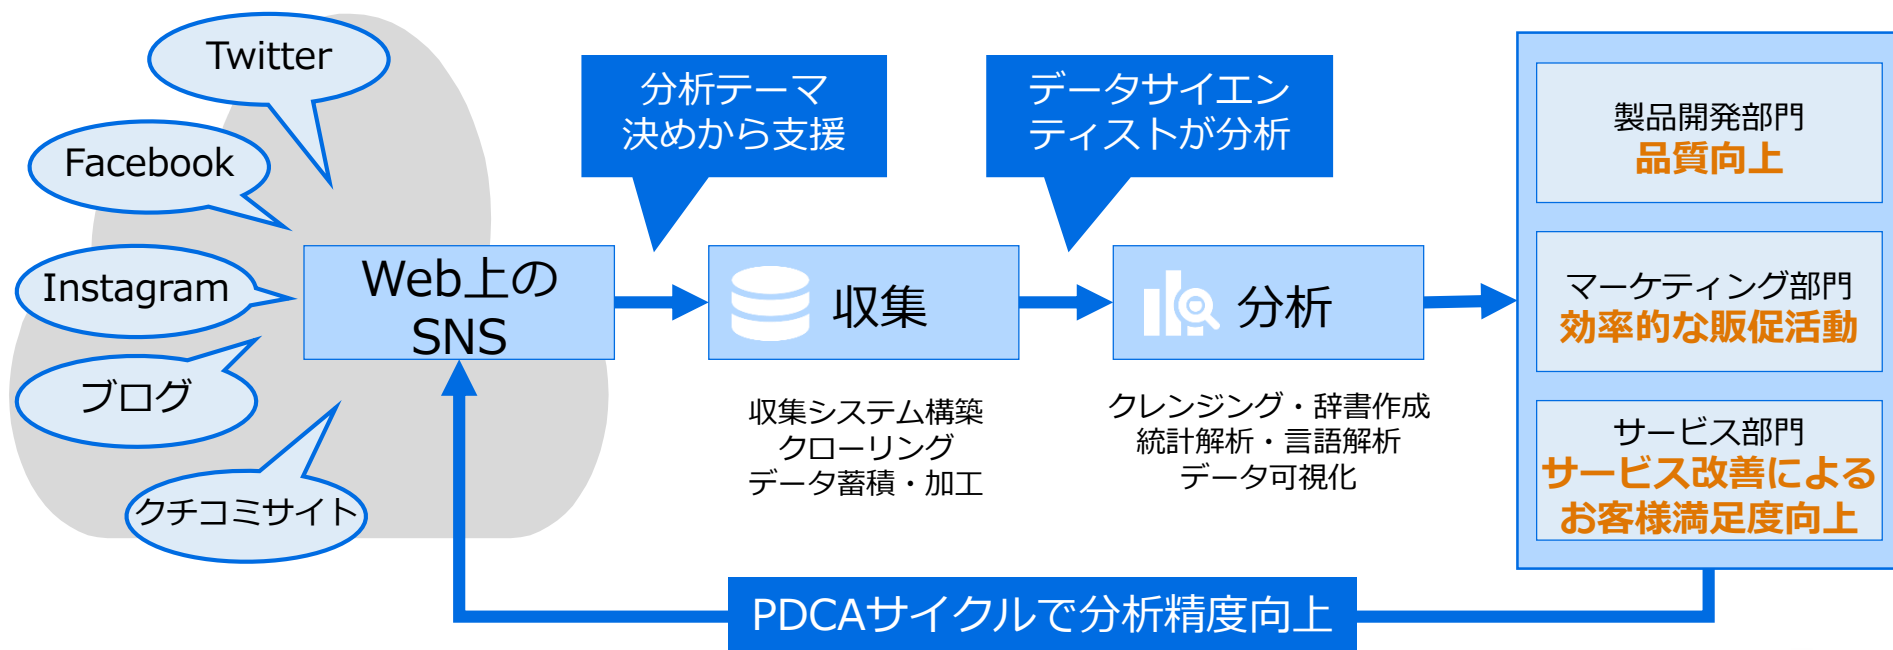 Twitter
Facebook
Instagram
ブログ
クチコミサイト
Web上の
SNS
分析テーマ
決めから支援
収集
収集システム構築
クローリング
データ蓄積・加工
データサイエン
ティストが分析
分析
クレンジング・辞書作成
統計解析・言語解析
データ可視化
製品開発部門
品質向上
マーケティング部門
効率的な販促活動
サービス部門
サービス改善による
お客様満足度向上
PDCAサイクルで分析精度向上